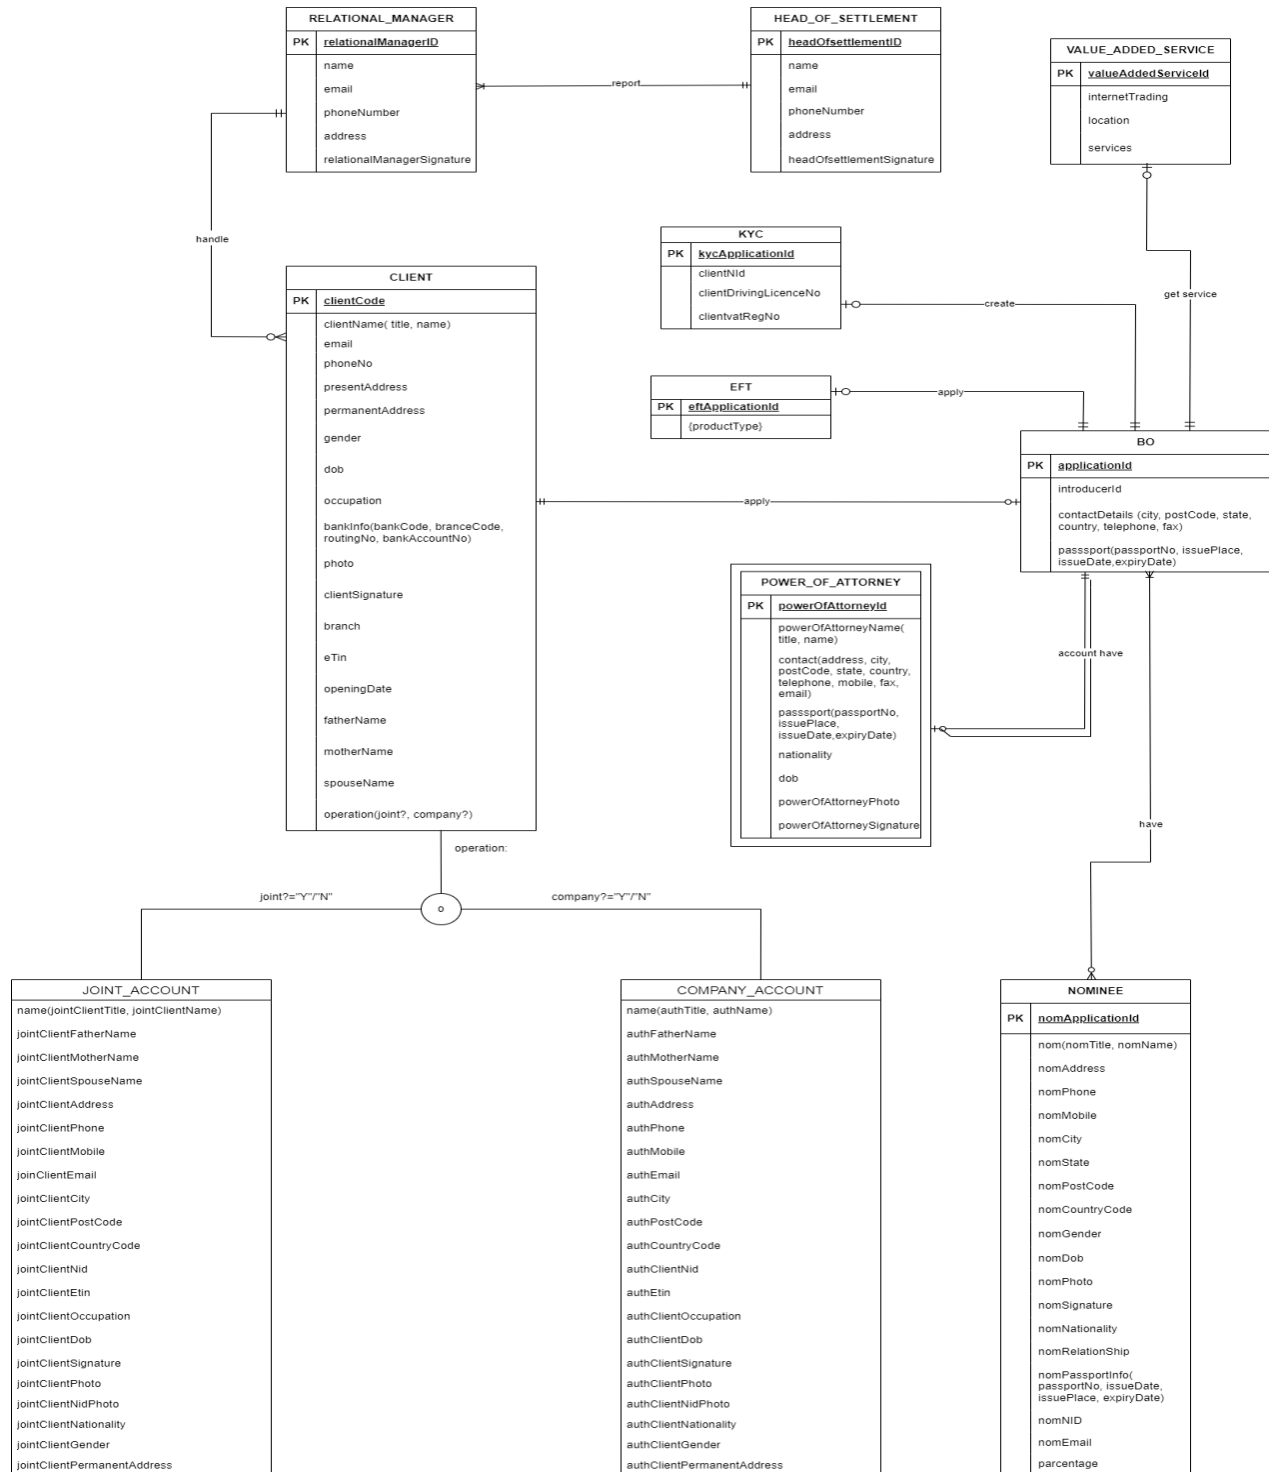 RELATIONAL_MANAGER
PK relationalManagerID
name
email
phoneNumber
address
relationalManagerSignature
report
HEAD_OF_SETTLEMENT
PK headOfsettlementID
name
email
phoneNumber
address
headOfsettlementSignature
VALUE_ADDED_SERVICE
PK valueAddedServiceId
internetTrading
location
services
handle
KYC
PK kycApplicationId
clientNId
clientDrivingLicenceNo
clientvatRegNo
create
get service
EFT
PK eftApplicationId
{productType}
apply
CLIENT
PK clientCode
clientName( title, name)
email
phoneNo
presentAddress
permanentAddress
gender
dob
occupation
bankInfo(bankCode, branceCode,
routingNo, bankAccountNo)
photo
clientSignature
branch
eTin
openingDate
fatherName
motherName
spouseName
operation(joint?, company?)
apply
BO
PK applicationId
introducerId
contactDetails (city, postCode, state,
country, telephone, fax)
passsport(passportNo, issuePlace,
issueDate,expiryDate)
POWER_OF_ATTORNEY
PK powerOfAttorneyId
powerOfAttorneyName(
title, name)
contact(address, city,
postCode, state, country,
telephone, mobile, fax,
email)
passsport(passportNo,
issuePlace,
issueDate,expiryDate)
nationality
dob
powerOfAttorneyPhoto
powerOfAttorneySignature
account have
have
operation:
joint?="Y"/"N"
o
company?="Y"/"N"
JOINT_ACCOUNT
name(jointClientTitle, jointClientName)
jointClientFatherName
jointClientMotherName
jointClientSpouseName
jointClientAddress
jointClientPhone
jointClientMobile
joinClientEmail
jointClientCity
jointClientPostCode
jointClientCountryCode
jointClientNid
jointClientEtin
jointClientOccupation
jointClientDob
jointClientSignature
jointClientPhoto
jointClientNidPhoto
jointClientNationality
jointClientGender
jointClientPermanentAddress
COMPANY_ACCOUNT
name(authTitle, authName)
authFatherName
authMotherName
authSpouseName
authAddress
authPhone
authMobile
authEmail
authCity
authPostCode
authCountryCode
authClientNid
authEtin
authClientOccupation
authClientDob
authClientSignature
authClientPhoto
authClientNidPhoto
authClientNationality
authClientGender
authClientPermanentAddress
NOMINEE
PK nomApplicationId
nom(nomTitle, nomName)
nomAddress
nomPhone
nomMobile
nomCity
nomState
nomPostCode
nomCountryCode
nomGender
nomDob
nomPhoto
nomSignature
nomNationality
nomRelationShip
nomPassportInfo(
passportNo, issueDate,
issuePlace, expiryDate)
nomNID
nomEmail
parcentage